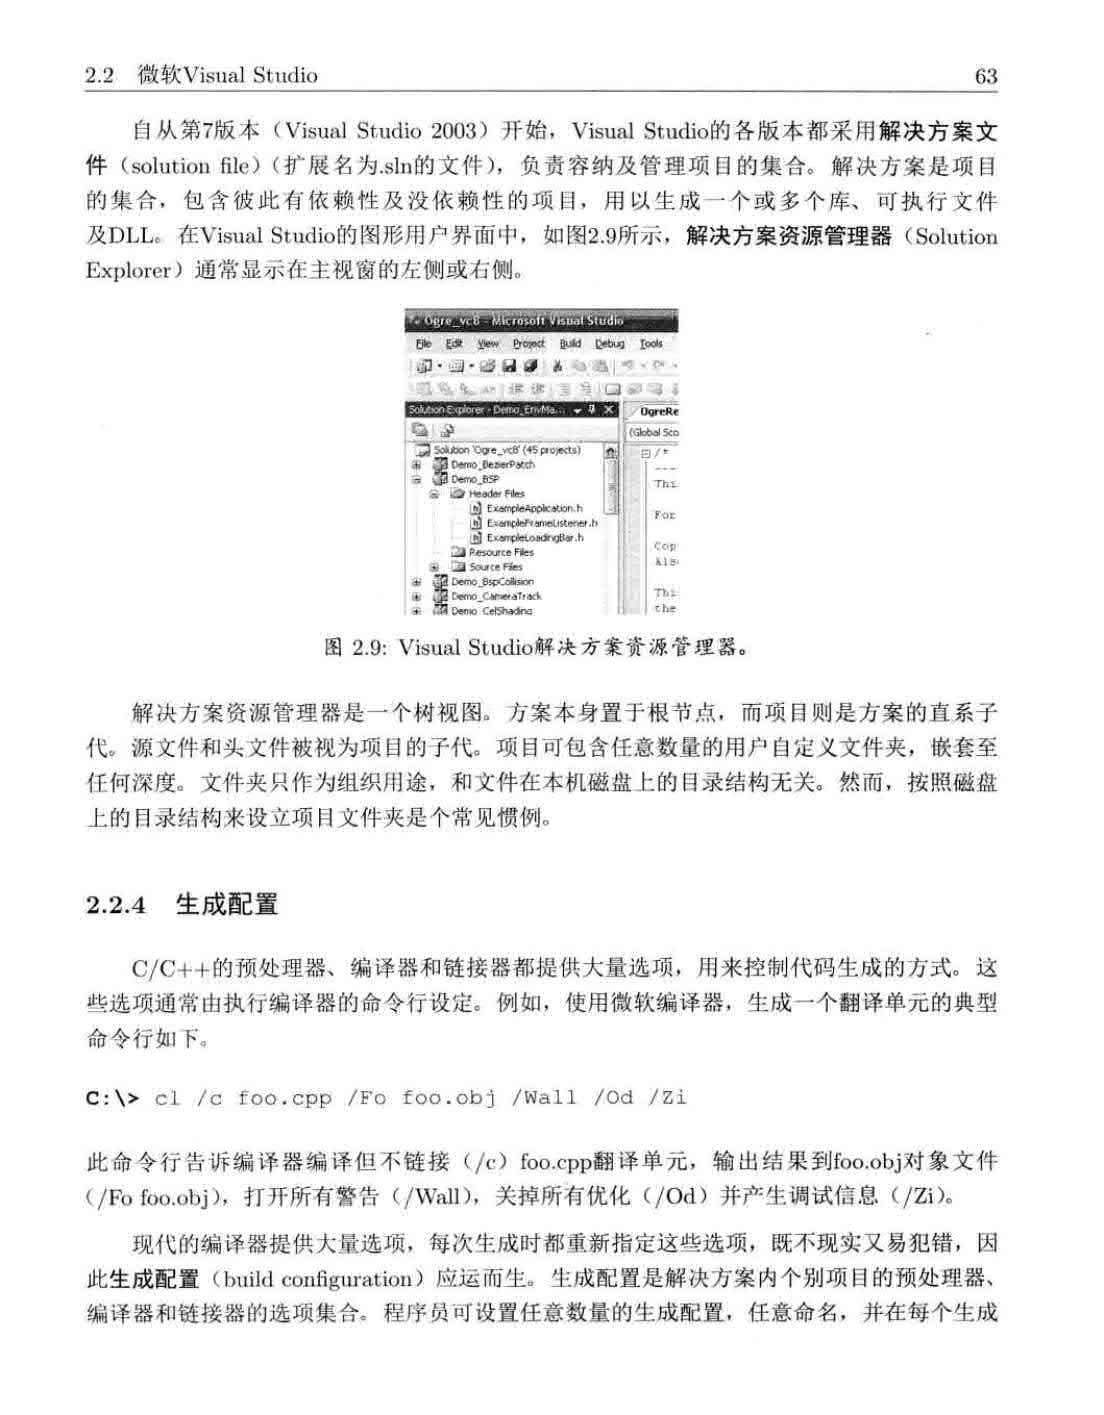 2.2 微软Visual Studio 63
自从第7版本（Visual Studio 2003）开始，Visual Studio的各版本都采用解决方案文
件（solution file）（扩展名为.sln的文件），负责容纳及管理项目的集合。解决方案是项目
的集合，包含彼此有依赖性及没依赖性的项目，用以生成一个或多个库、可执行文件
及DLL。在Visual Studio的图形用户界面中，如图2.9所示，解决方案资源管理器（Solution
Explorer）通常显示在主视窗的左侧或右侧。
Ogre_vc8 - Microsoft Visual Studio
File Edit View Project Build Debug Tools
Solution Explorer - Demo_EnvMa...
OgreRe
(Global Sco
Solution 'Ogre_vc8' (45 projects)
/*
Demo_BezierPatch
----
Demo_BSP
Thi
Header Files
ExampleApplication.h
For
ExampleFrameListener.h
ExampleLoadingBar.h
Cop
Resource Files
Als
Source Files
Demo_BspCollision
Thi
Demo_CameraTrack
the
Demo_CelShading
图 2.9: Visual Studio解决方案资源管理器。
解决方案资源管理器是一个树视图。方案本身置于根节点，而项目则是方案的直系子
代。源文件和头文件被视为项目的子代。项目可包含任意数量的用户自定义文件夹，嵌套至
任何深度。文件夹只作为组织用途，和文件在本机磁盘上的目录结构无关。然而，按照磁盘
上的目录结构来设立项目文件夹是个常见惯例。
2.2.4 生成配置
C/C++的预处理器、编译器和链接器都提供大量选项，用来控制代码生成的方式。这
些选项通常由执行编译器的命令行设定。例如，使用微软编译器，生成一个翻译单元的典型
命令行如下。
C:\> cl /c foo.cpp /Fo foo.obj /Wall /Od /Zi
此命令行告诉编译器编译但不链接（/c）foo.cpp翻译单元，输出结果到foo.obj对象文件
（/Fo foo.obj），打开所有警告（/Wall），关掉所有优化（/Od）并产生调试信息（/Zi）。
现代的编译器提供大量选项，每次生成时都重新指定这些选项，既不现实又易犯错，因
此生成配置（build configuration）应运而生。生成配置是解决方案内个别项目的预处理器、
编译器和链接器的选项集合。程序员可设置任意数量的生成配置，任意命名，并在每个生成